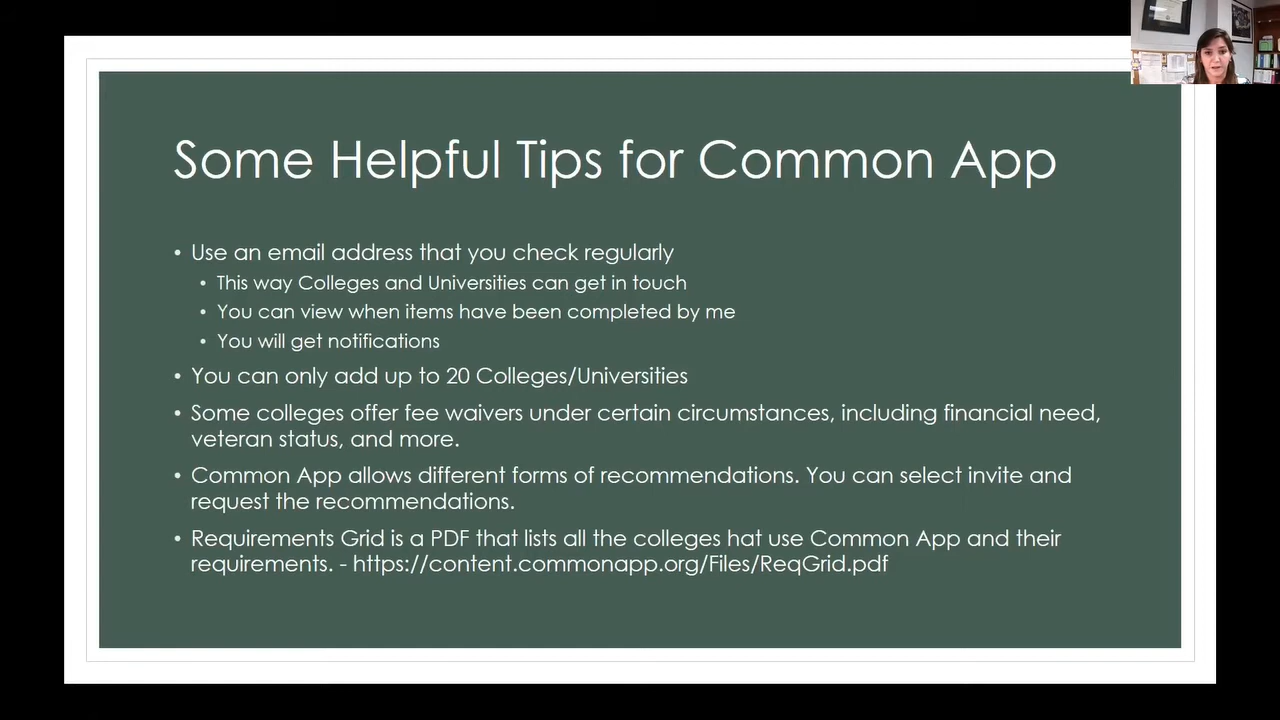 Some Helpful Tips for Common App
• Use an email address that you check regularly
• This way Colleges and Universities can get in touch
• You can view when items have been completed by me
• You will get notifications
• You can only add up to 20 Colleges/Universities
• Some colleges offer fee waivers under certain circumstances, including financial need,
veteran status, and more.
• Common App allows different forms of recommendations. You can select invite and
request the recommendations.
• Requirements Grid is a PDF that lists all the colleges hat use Common App and their
requirements. - https://content.commonapp.org/Files/ReqGrid.pdf